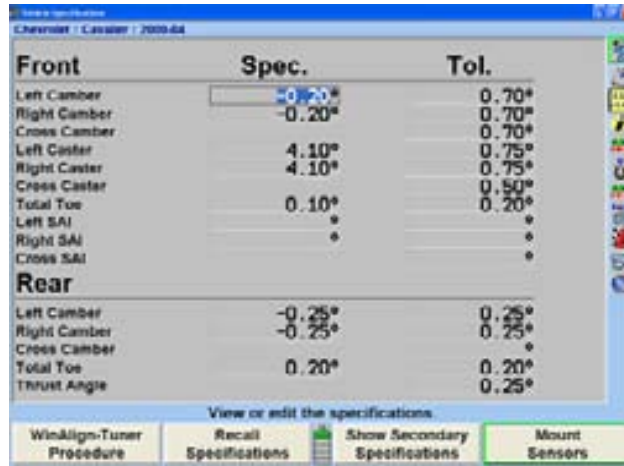 Vehicle Specifications
Chevrolet : Cavalier : 2000-04
Front Spec. Tol.
Left Camber -0.20° 0.70°
Right Camber -0.20° 0.70°
Cross Camber 0.70°
Left Caster 4.10° 0.75°
Right Caster 4.10° 0.75°
Cross Caster 0.50°
Total Toe 0.10° 0.20°
Left SAI ° °
Right SAI ° °
Cross SAI °
Rear
Left Camber -0.25° 0.25°
Right Camber -0.25° 0.25°
Cross Camber °
Total Toe 0.20° 0.20°
Thrust Angle 0.25°
View or edit the specifications.
WinAlign-Tuner Procedure
Recall Specifications
Show Secondary Specifications
Mount Sensors